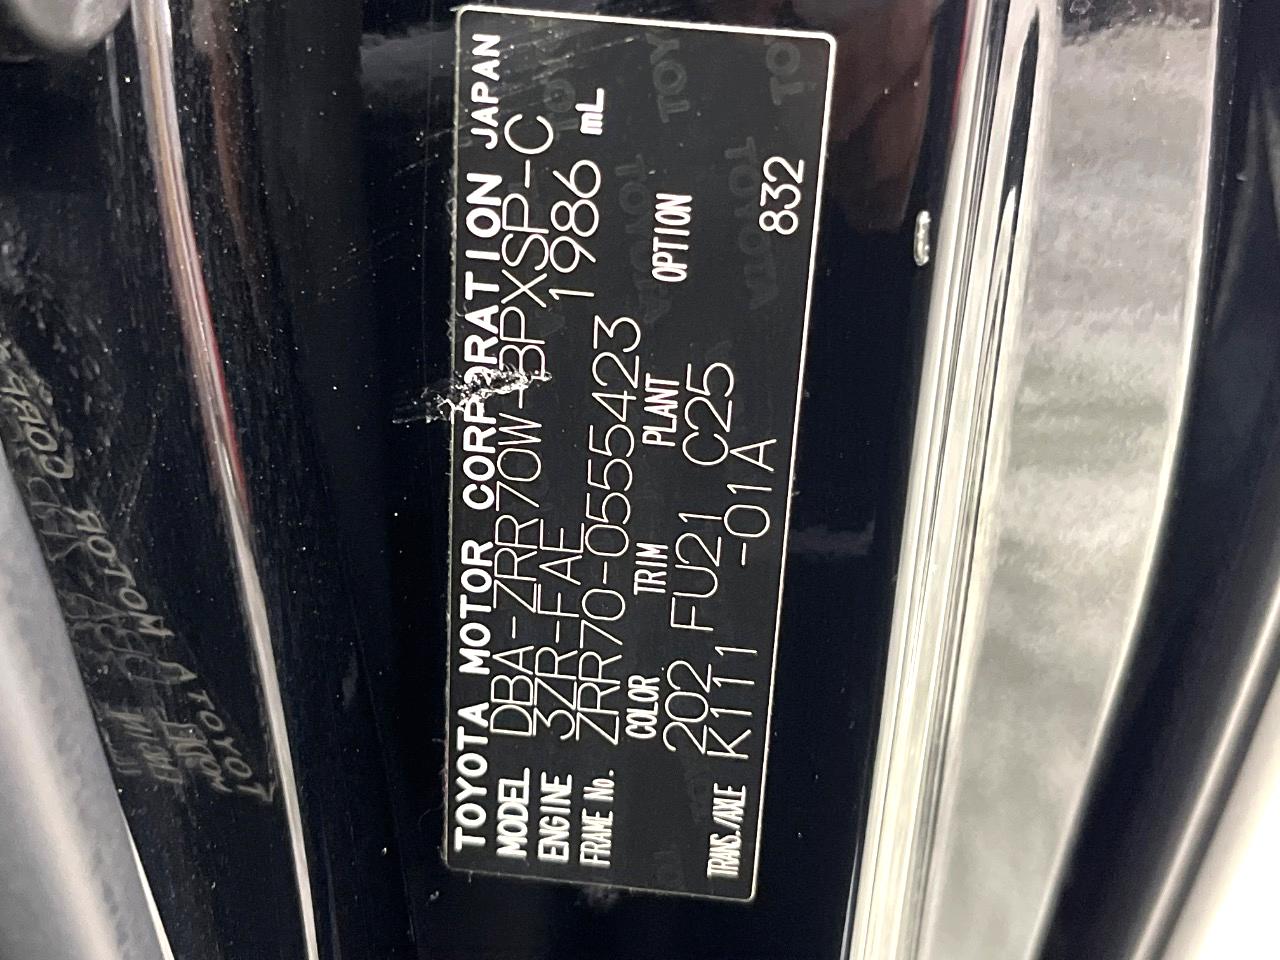 TOYOTA MOTOR CORPORATION JAPAN
MODEL DBA-ZRR70W-BPXSP-C
ENGINE 3ZR-FAE 1986 mL
FRAME No. ZRR70-0555423
COLOR TRIM PLANT OPTION
202 FU21 C25
TRANS./AXLE K111 -01A 832